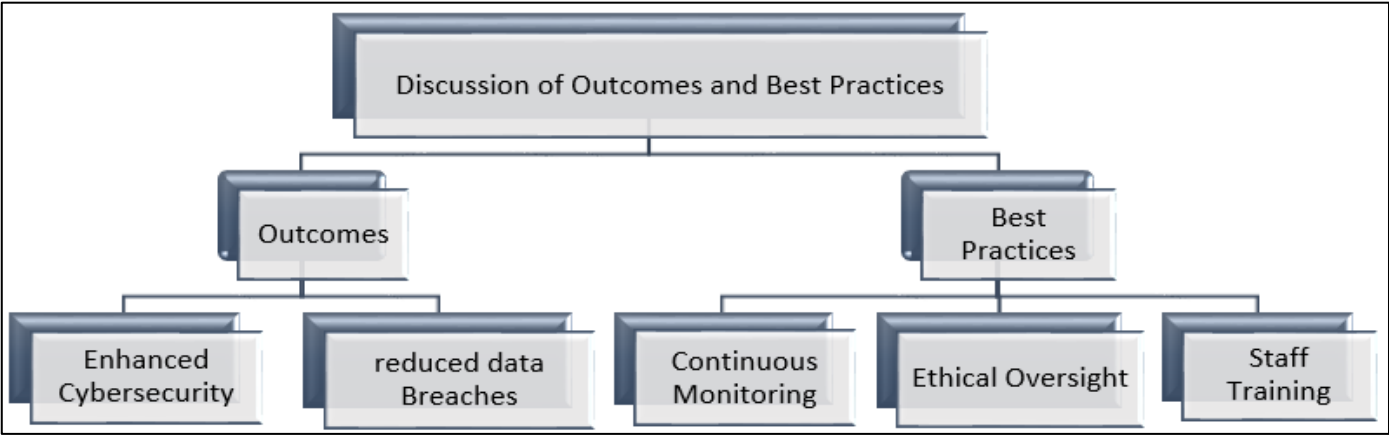 Discussion of Outcomes and Best Practices
Outcomes
Best
Practices
Enhanced
Cybersecurity
reduced data
Breaches
Continuous
Monitoring
Ethical Oversight
Staff
Training